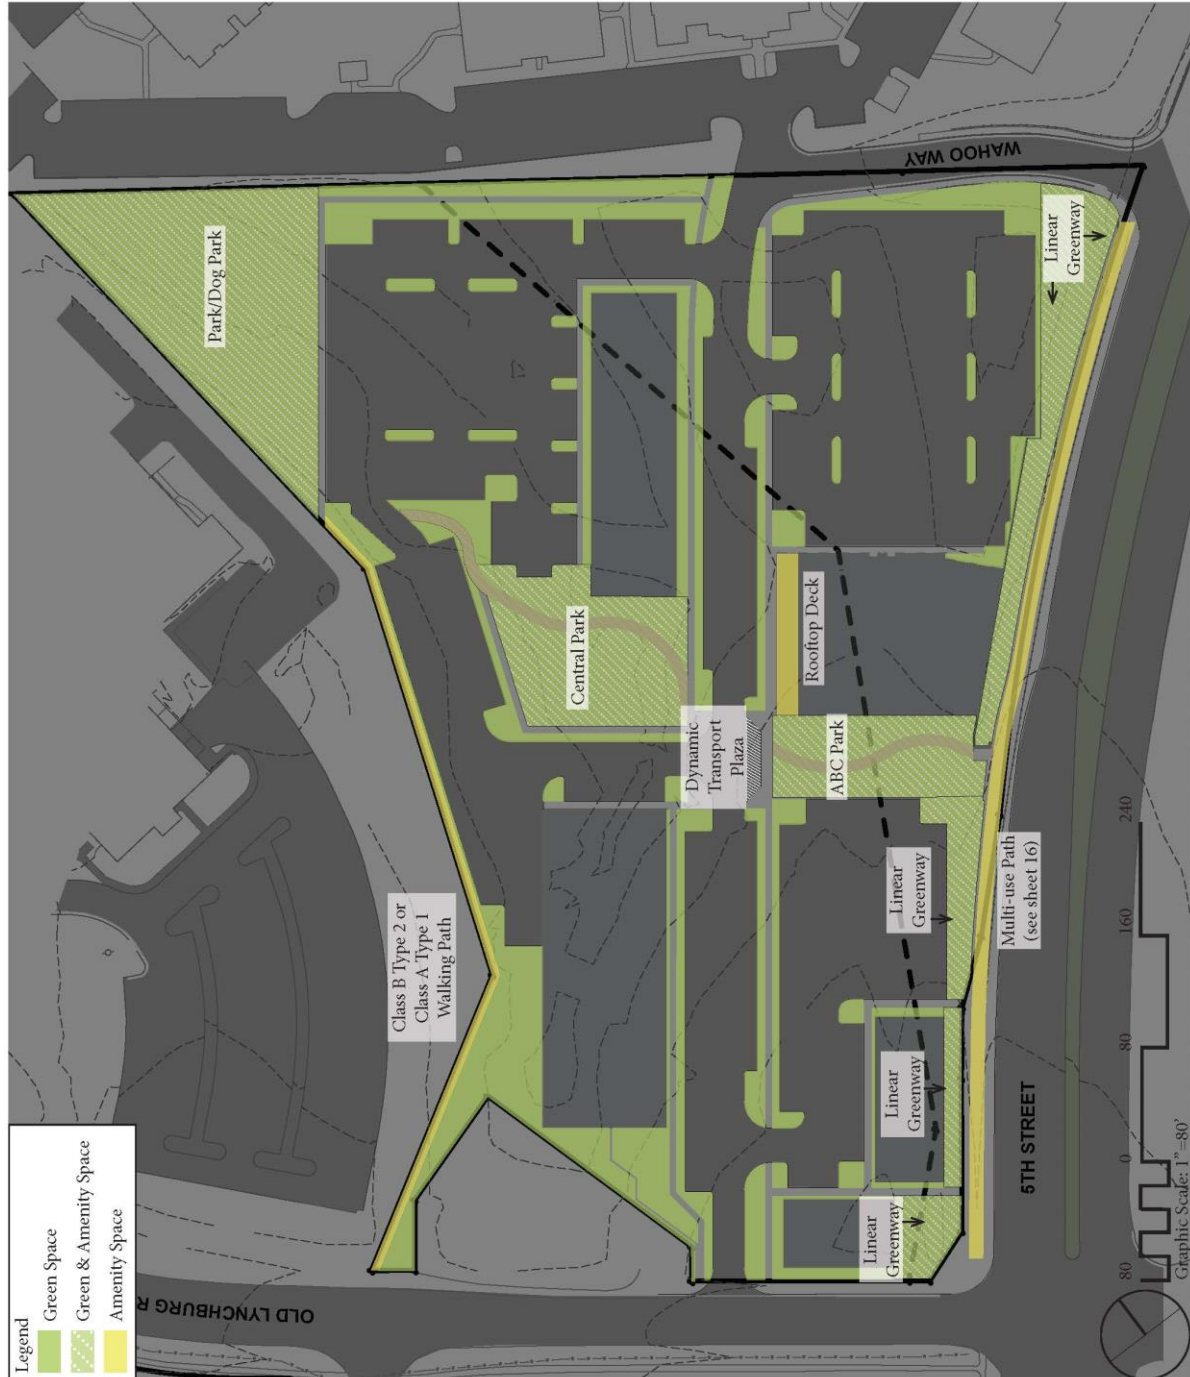 Legend
Green Space
Green & Amenity Space
Amenity Space
OLD LYNCHBURG R
Class B Type 2 or
Class A Type 1
Walking Path
Park/Dog Park
Central Park
Dynamic
Transport
Plaza
Rooftop Deck
ABC Park
WAHOO WAY
Linear
Greenway
Linear
Greenway
Linear
Greenway
Linear
Greenway
Multi-use Path
(see sheet 16)
5TH STREET
80
0
80
160
240
Graphic Scale: 1"=80'